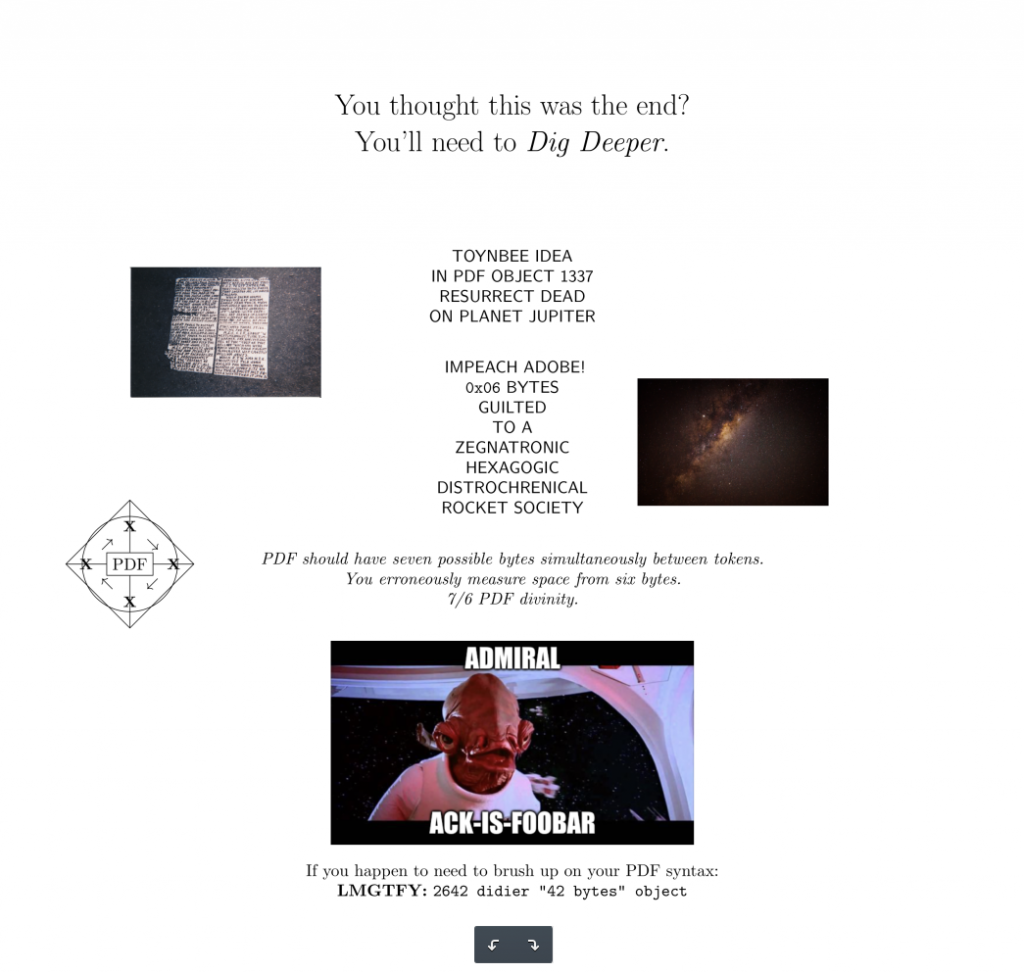 You thought this was the end?
You'll need to Dig Deeper.
TOYNBEE IDEA
IN PDF OBJECT 1337
RESURRECT DEAD
ON PLANET JUPITER
IMPEACH ADOBE!
0x06 BYTES
GUILTED
TO A
ZEGNATRONIC
HEXAGOGIC
DISTROCHRENICAL
ROCKET SOCIETY
X
X PDF X
X
PDF should have seven possible bytes simultaneously between tokens.
You erroneously measure space from six bytes.
7/6 PDF divinity.
ADMIRAL
ACK-IS-FOOBAR
If you happen to need to brush up on your PDF syntax:
LMGTFY: 2642 didier "42 bytes" object